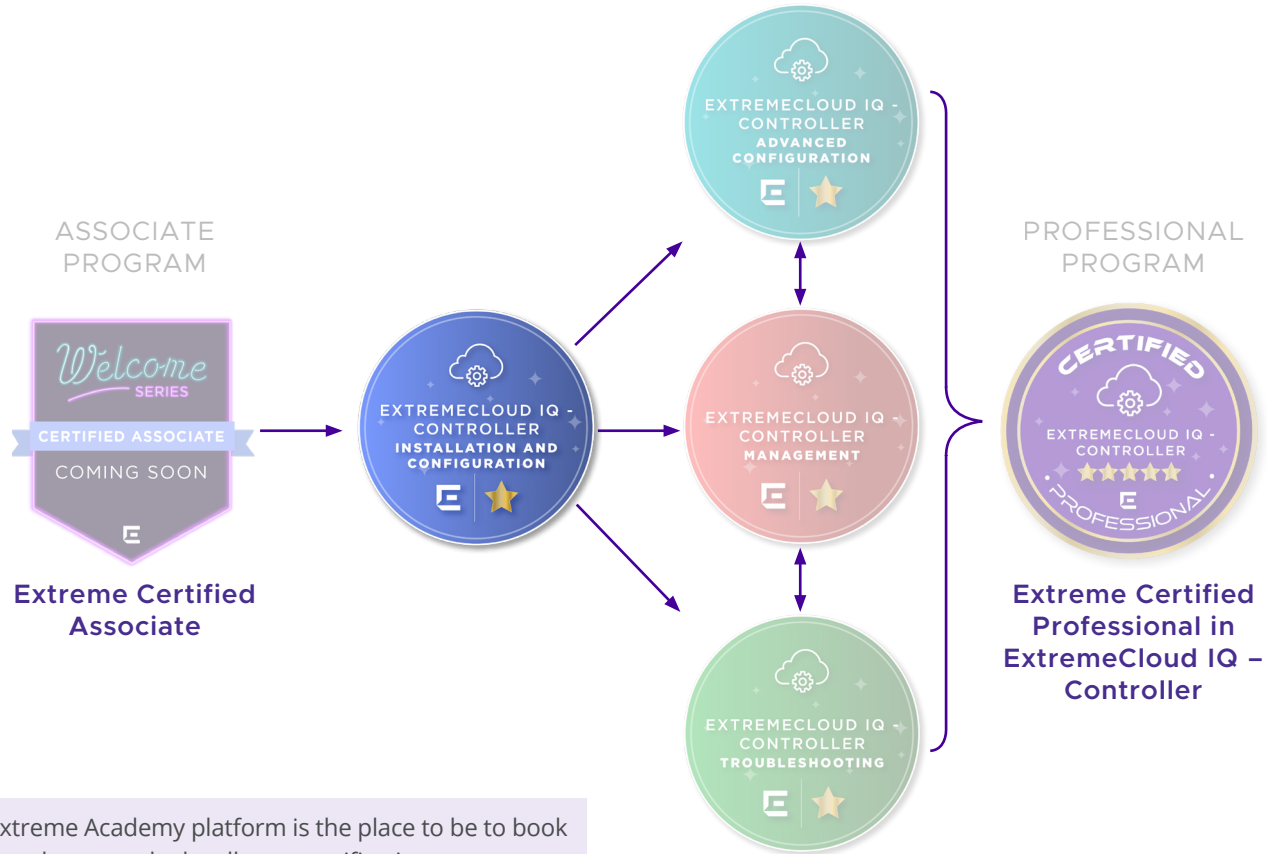 ASSOCIATE
PROGRAM
Welcome
SERIES
CERTIFIED ASSOCIATE
COMING SOON
Extreme Certified
Associate
EXTREMECLOUD IQ -
CONTROLLER
INSTALLATION AND
CONFIGURATION
EXTREMECLOUD IQ -
CONTROLLER
ADVANCED
CONFIGURATION
EXTREMECLOUD IQ -
CONTROLLER
MANAGEMENT
EXTREMECLOUD IQ -
CONTROLLER
TROUBLESHOOTING
PROFESSIONAL
PROGRAM
CERTIFIED
EXTREMECLOUD IQ -
CONTROLLER
PROFESSIONAL
Extreme Certified
Professional in
ExtremeCloud IQ –
Controller
xtreme Academy platform is the place to be to book